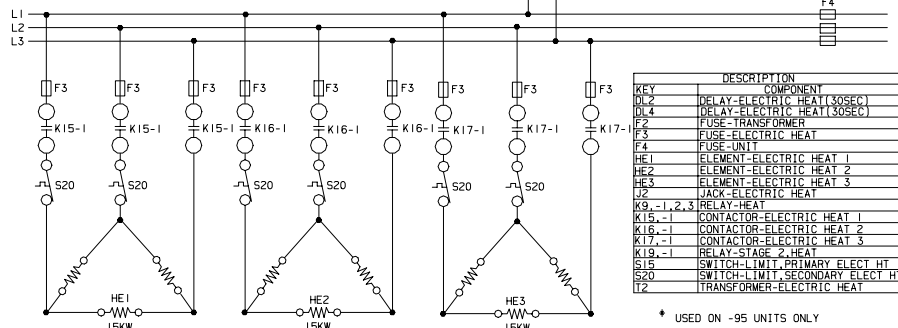 F4
L1
L2
L3
F3 F3 F3 F3 F3 F3 F3 F3 F3
K15-1 K15-1 K15-1 K16-1 K16-1 K16-1 K17-1 K17-1 K17-1
S20 S20 S20 S20 S20 S20
HE1 HE2 HE3
15KW 15KW 15KW
DESCRIPTION
KEY COMPONENT
DL2 DELAY-ELECTRIC HEAT(30SEC)
DL4 DELAY-ELECTRIC HEAT(30SEC)
F2 FUSE-TRANSFORMER
F3 FUSE-ELECTRIC HEAT
F4 FUSE-UNIT
HE1 ELEMENT-ELECTRIC HEAT 1
HE2 ELEMENT-ELECTRIC HEAT 2
HE3 ELEMENT-ELECTRIC HEAT 3
J2 JACK-ELECTRIC HEAT
K9,-1,2,3 RELAY-HEAT
K15,-1 CONTACTOR-ELECTRIC HEAT 1
K16,-1 CONTACTOR-ELECTRIC HEAT 2
K17,-1 CONTACTOR-ELECTRIC HEAT 3
K19,-1 RELAY-STAGE 2,HEAT
S15 SWITCH-LIMIT,PRIMARY ELECT HT
S20 SWITCH-LIMIT,SECONDARY ELECT HT
T2 TRANSFORMER-ELECTRIC HEAT
* USED ON -95 UNITS ONLY